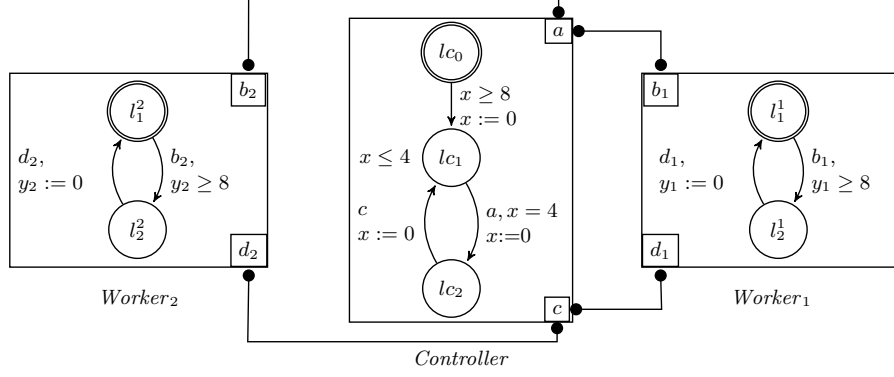 a
lc₀
b₂
b₁
x ≥ 8
x := 0
l₁²
l₁¹
x ≤ 4
lc₁
d₂,
y₂ := 0
b₂,
y₂ ≥ 8
d₁,
y₁ := 0
b₁,
y₁ ≥ 8
c
x := 0
a, x = 4
x:=0
l₂²
l₂¹
d₂
d₁
lc₂
c
Worker₂
Worker₁
Controller